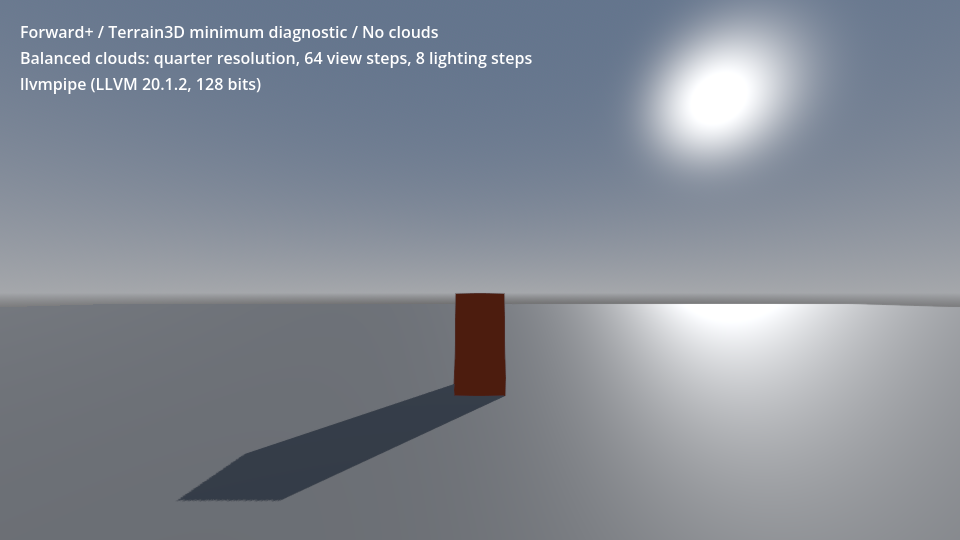 Forward+ / Terrain3D minimum diagnostic / No clouds
Balanced clouds: quarter resolution, 64 view steps, 8 lighting steps
llvmpipe (LLVM 20.1.2, 128 bits)